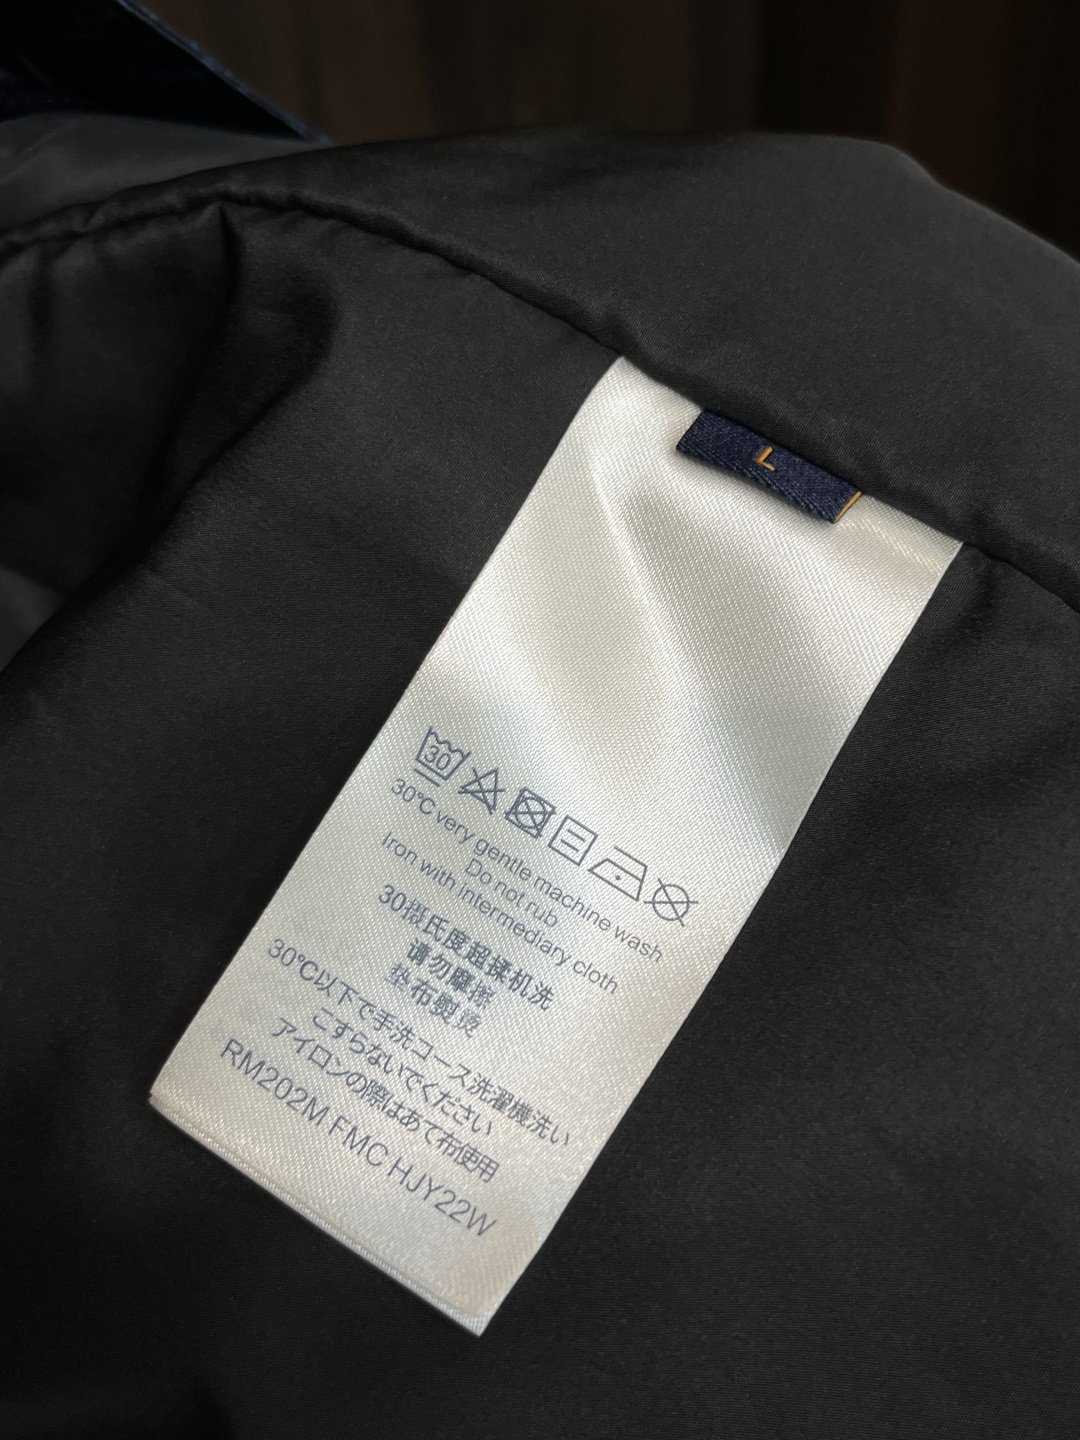 L
30
30°C very gentle machine wash
Do not rub
Iron with intermediary cloth
30摄氏度超揉机洗
请勿摩擦
垫布熨烫
30℃以下で手洗コース洗濯機洗い
こすらないでください
アイロンの際はあて布使用
RM202M FMC HJY22W